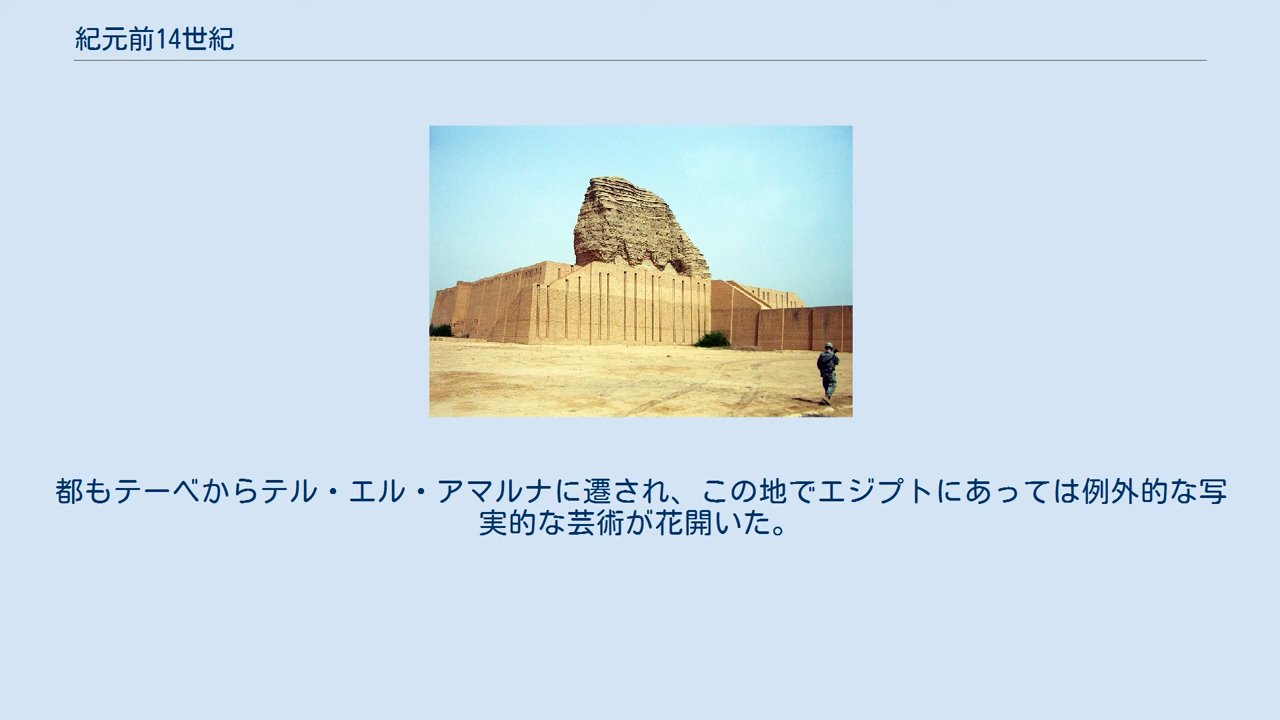 紀元前14世紀
都もテーベからテル・エル・アマルナに遷され、この地でエジプトにあっては例外的な写
実的な芸術が花開いた。